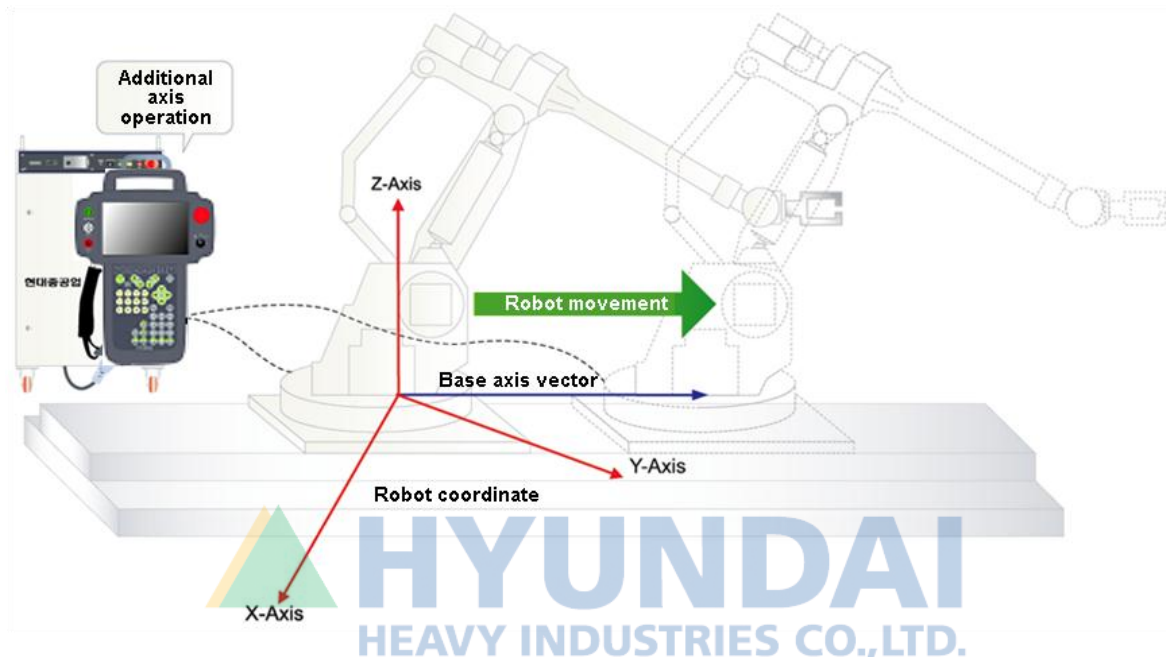 Additional
axis
operation
Z-Axis
현대중공업
Robot movement
Base axis vector
Y-Axis
Robot coordinate
X-Axis
HYUNDAI
HEAVY INDUSTRIES CO.,LTD.